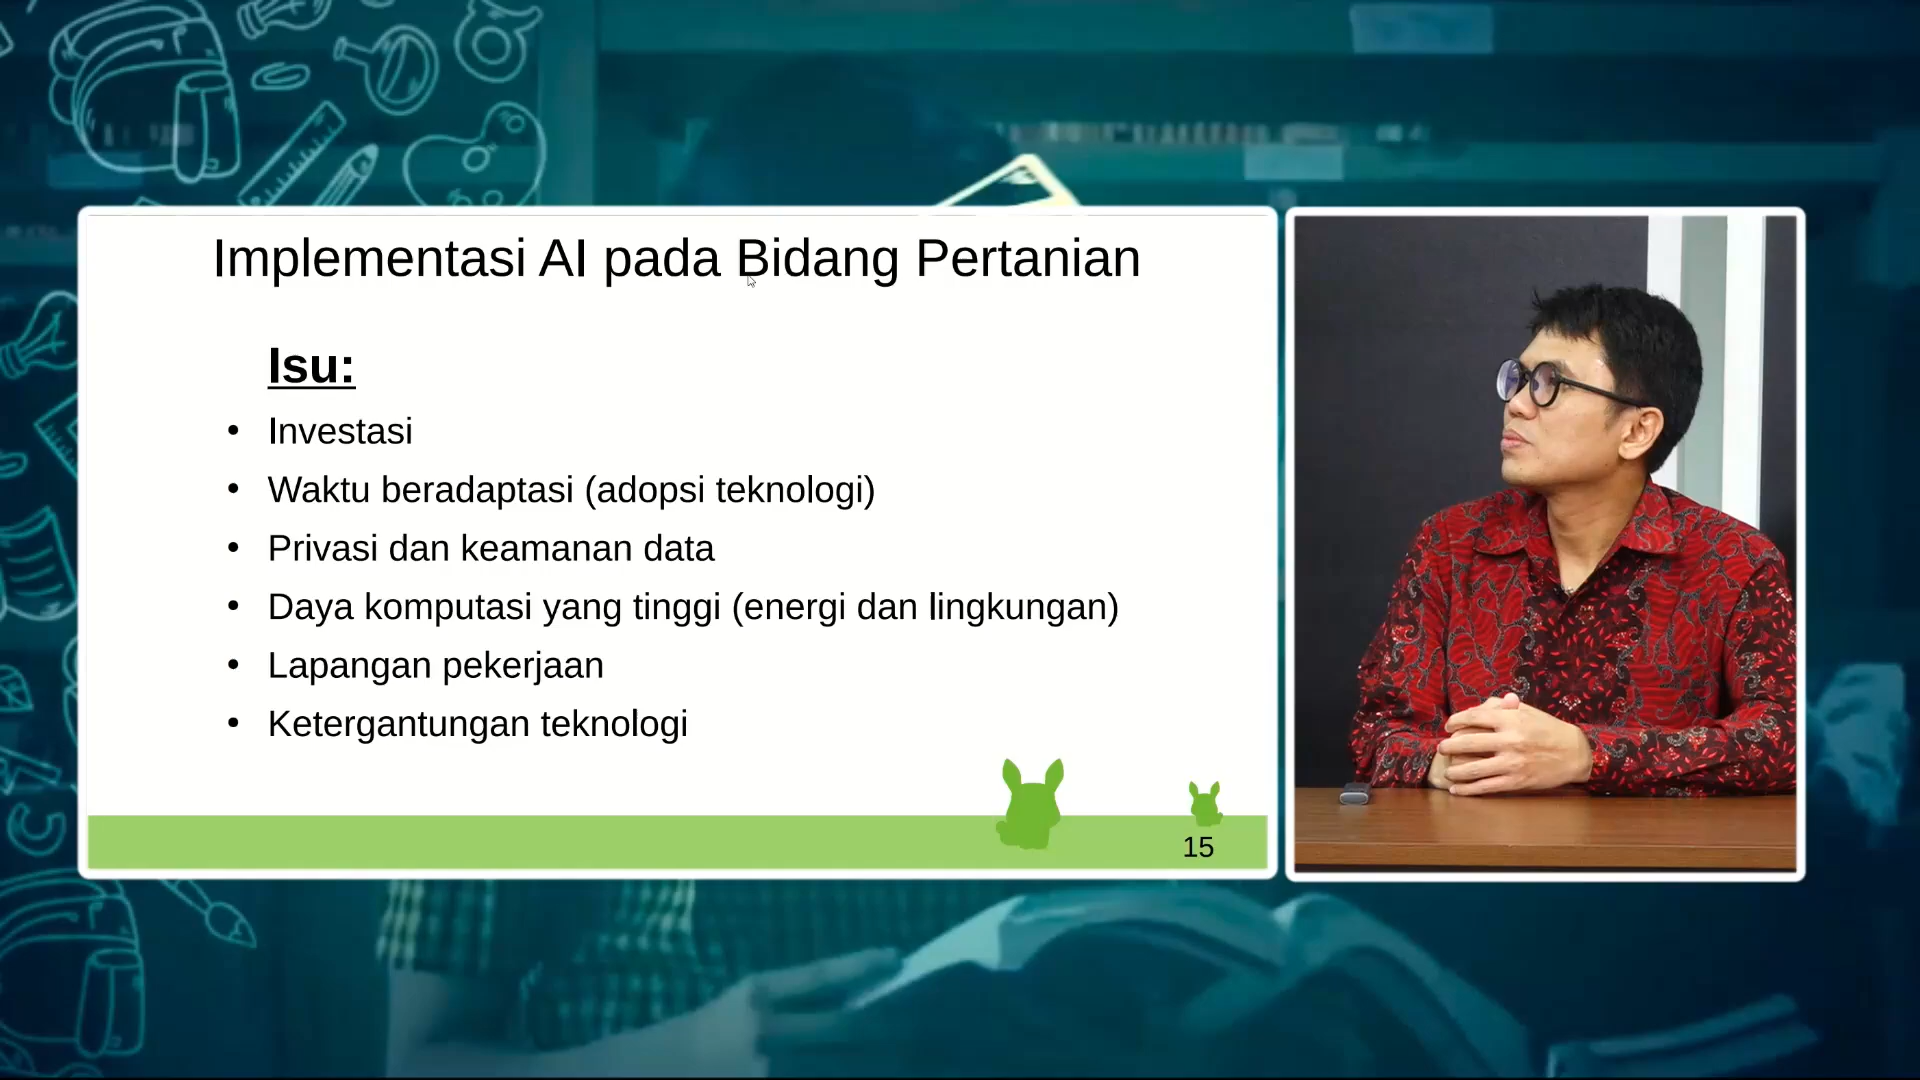 Implementasi AI pada Bidang Pertanian
Isu:
• Investasi
• Waktu beradaptasi (adopsi teknologi)
• Privasi dan keamanan data
• Daya komputasi yang tinggi (energi dan lingkungan)
• Lapangan pekerjaan
• Ketergantungan teknologi
15